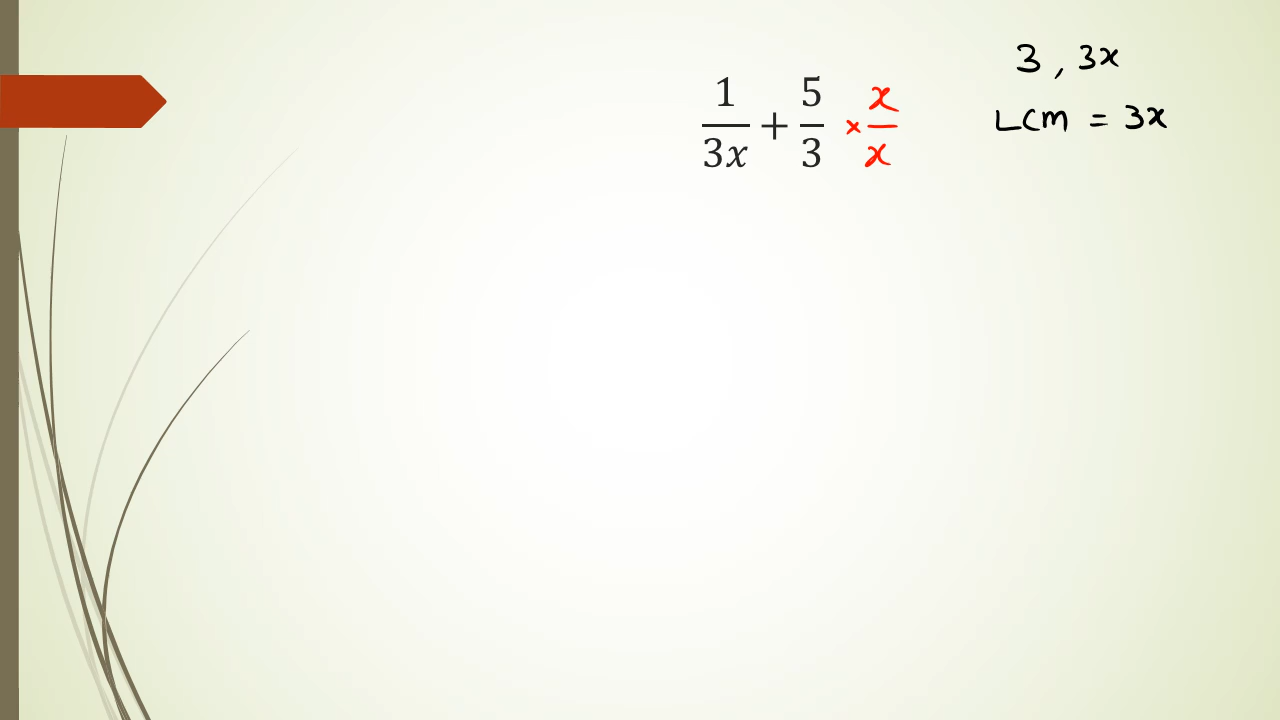 1/3x + 5/3 × x/x
3 , 3x
LCM = 3x